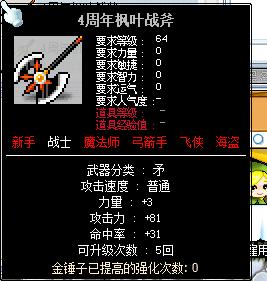 4周年枫叶战斧
要求等级： 64
要求力量： 0
要求敏捷： 0
要求智力： 0
要求运气： 0
要求人气度：-
道具等级： -
道具经验值： -
新手 战士 魔法师 弓箭手 飞侠 海盗
武器分类 : 矛
攻击速度 : 普通
力量 : +3
攻击力 : +81
命中率 : +31
可升级次数 : 5回
金锤子已提高的强化次数: 0